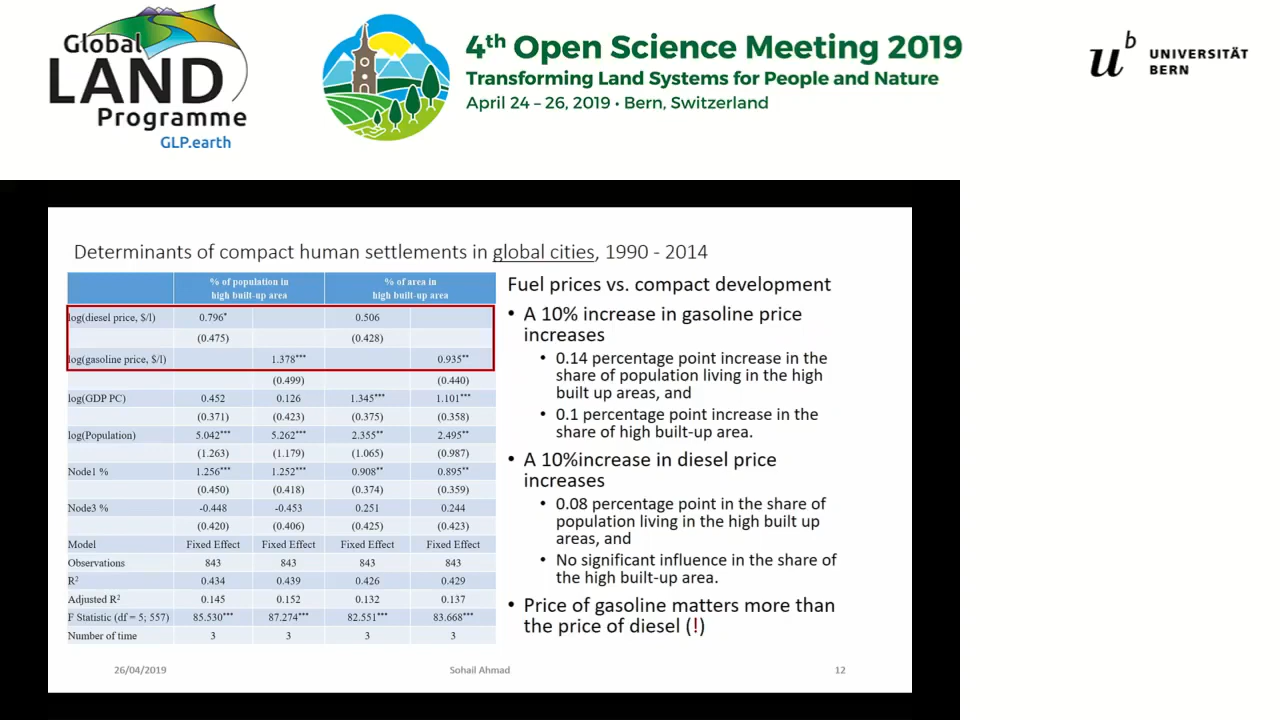 Global
LAND
Programme
GLP.earth
4th Open Science Meeting 2019
Transforming Land Systems for People and Nature
April 24 – 26, 2019 • Bern, Switzerland
u b
UNIVERSITÄT
BERN
Determinants of compact human settlements in global cities, 1990 - 2014
% of population in high built-up area % of area in high built-up area
log(diesel price, $/l) 0.796* 0.506
(0.475) (0.428)
log(gasoline price, $/l) 1.378*** 0.935**
(0.499) (0.440)
log(GDP PC) 0.452 0.126 1.345*** 1.101***
(0.371) (0.423) (0.375) (0.358)
log(Population) 5.042*** 5.262*** 2.355** 2.495**
(1.263) (1.179) (1.065) (0.987)
Node1 % 1.256*** 1.252*** 0.908** 0.895**
(0.450) (0.418) (0.374) (0.359)
Node3 % -0.448 -0.453 0.251 0.244
(0.420) (0.406) (0.425) (0.423)
Model Fixed Effect Fixed Effect Fixed Effect Fixed Effect
Observations 843 843 843 843
R2 0.434 0.439 0.426 0.429
Adjusted R2 0.145 0.152 0.132 0.137
F Statistic (df = 5; 557) 85.530*** 87.274*** 82.551*** 83.668***
Number of time 3 3 3 3
Fuel prices vs. compact development
• A 10% increase in gasoline price
increases
• 0.14 percentage point increase in the
share of population living in the high
built up areas, and
• 0.1 percentage point increase in the
share of high built-up area.
• A 10%increase in diesel price
increases
• 0.08 percentage point in the share of
population living in the high built up
areas, and
• No significant influence in the share of
the high built-up area.
• Price of gasoline matters more than
the price of diesel (!)
26/04/2019
Sohail Ahmad
12